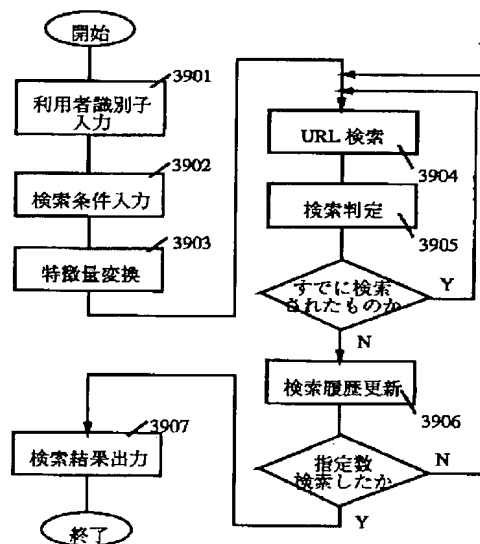 開始
3901
利用者識別子
入力
3902
検索条件入力
3903
特徴量変換
URL 検索
3904
検索判定
3905
すでに検索
されたものか
Y
N
検索履歴更新
3906
指定数
検索したか
N
Y
3907
検索結果出力
終了